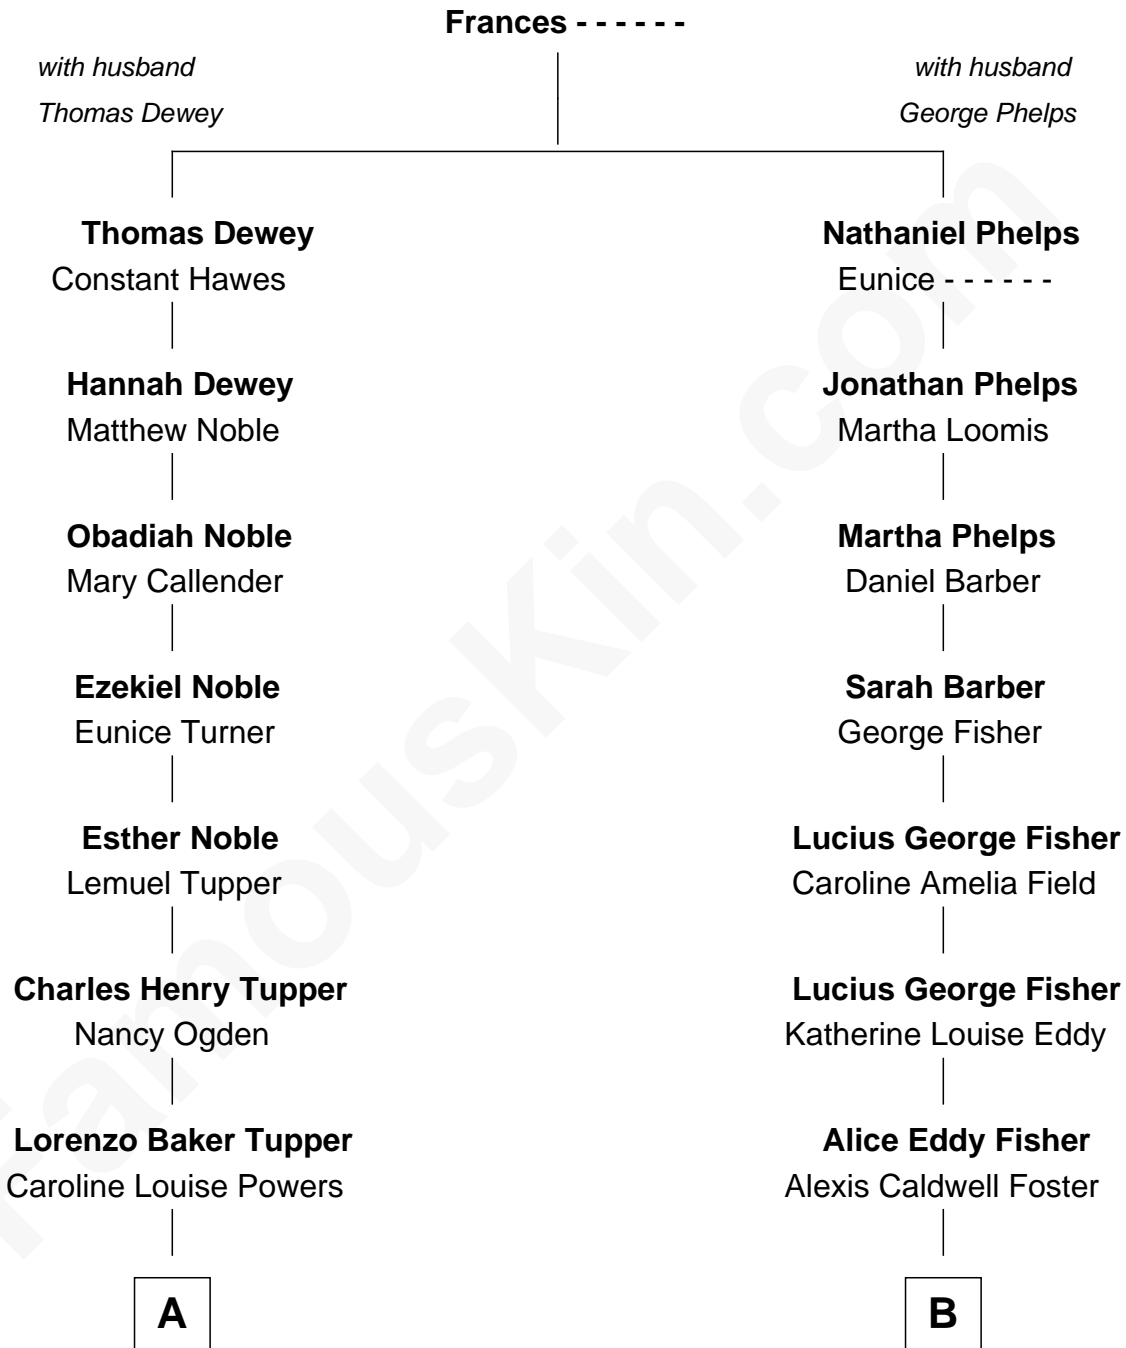 Frances - - - - - -
with husband
Thomas Dewey
with husband
George Phelps
Thomas Dewey
Constant Hawes
Hannah Dewey
Matthew Noble
Obadiah Noble
Mary Callender
Ezekiel Noble
Eunice Turner
Esther Noble
Lemuel Tupper
Charles Henry Tupper
Nancy Ogden
Lorenzo Baker Tupper
Caroline Louise Powers
A
Nathaniel Phelps
Eunice - - - - - -
Jonathan Phelps
Martha Loomis
Martha Phelps
Daniel Barber
Sarah Barber
George Fisher
Lucius George Fisher
Caroline Amelia Field
Lucius George Fisher
Katherine Louise Eddy
Alice Eddy Fisher
Alexis Caldwell Foster
B
FamousKin.com